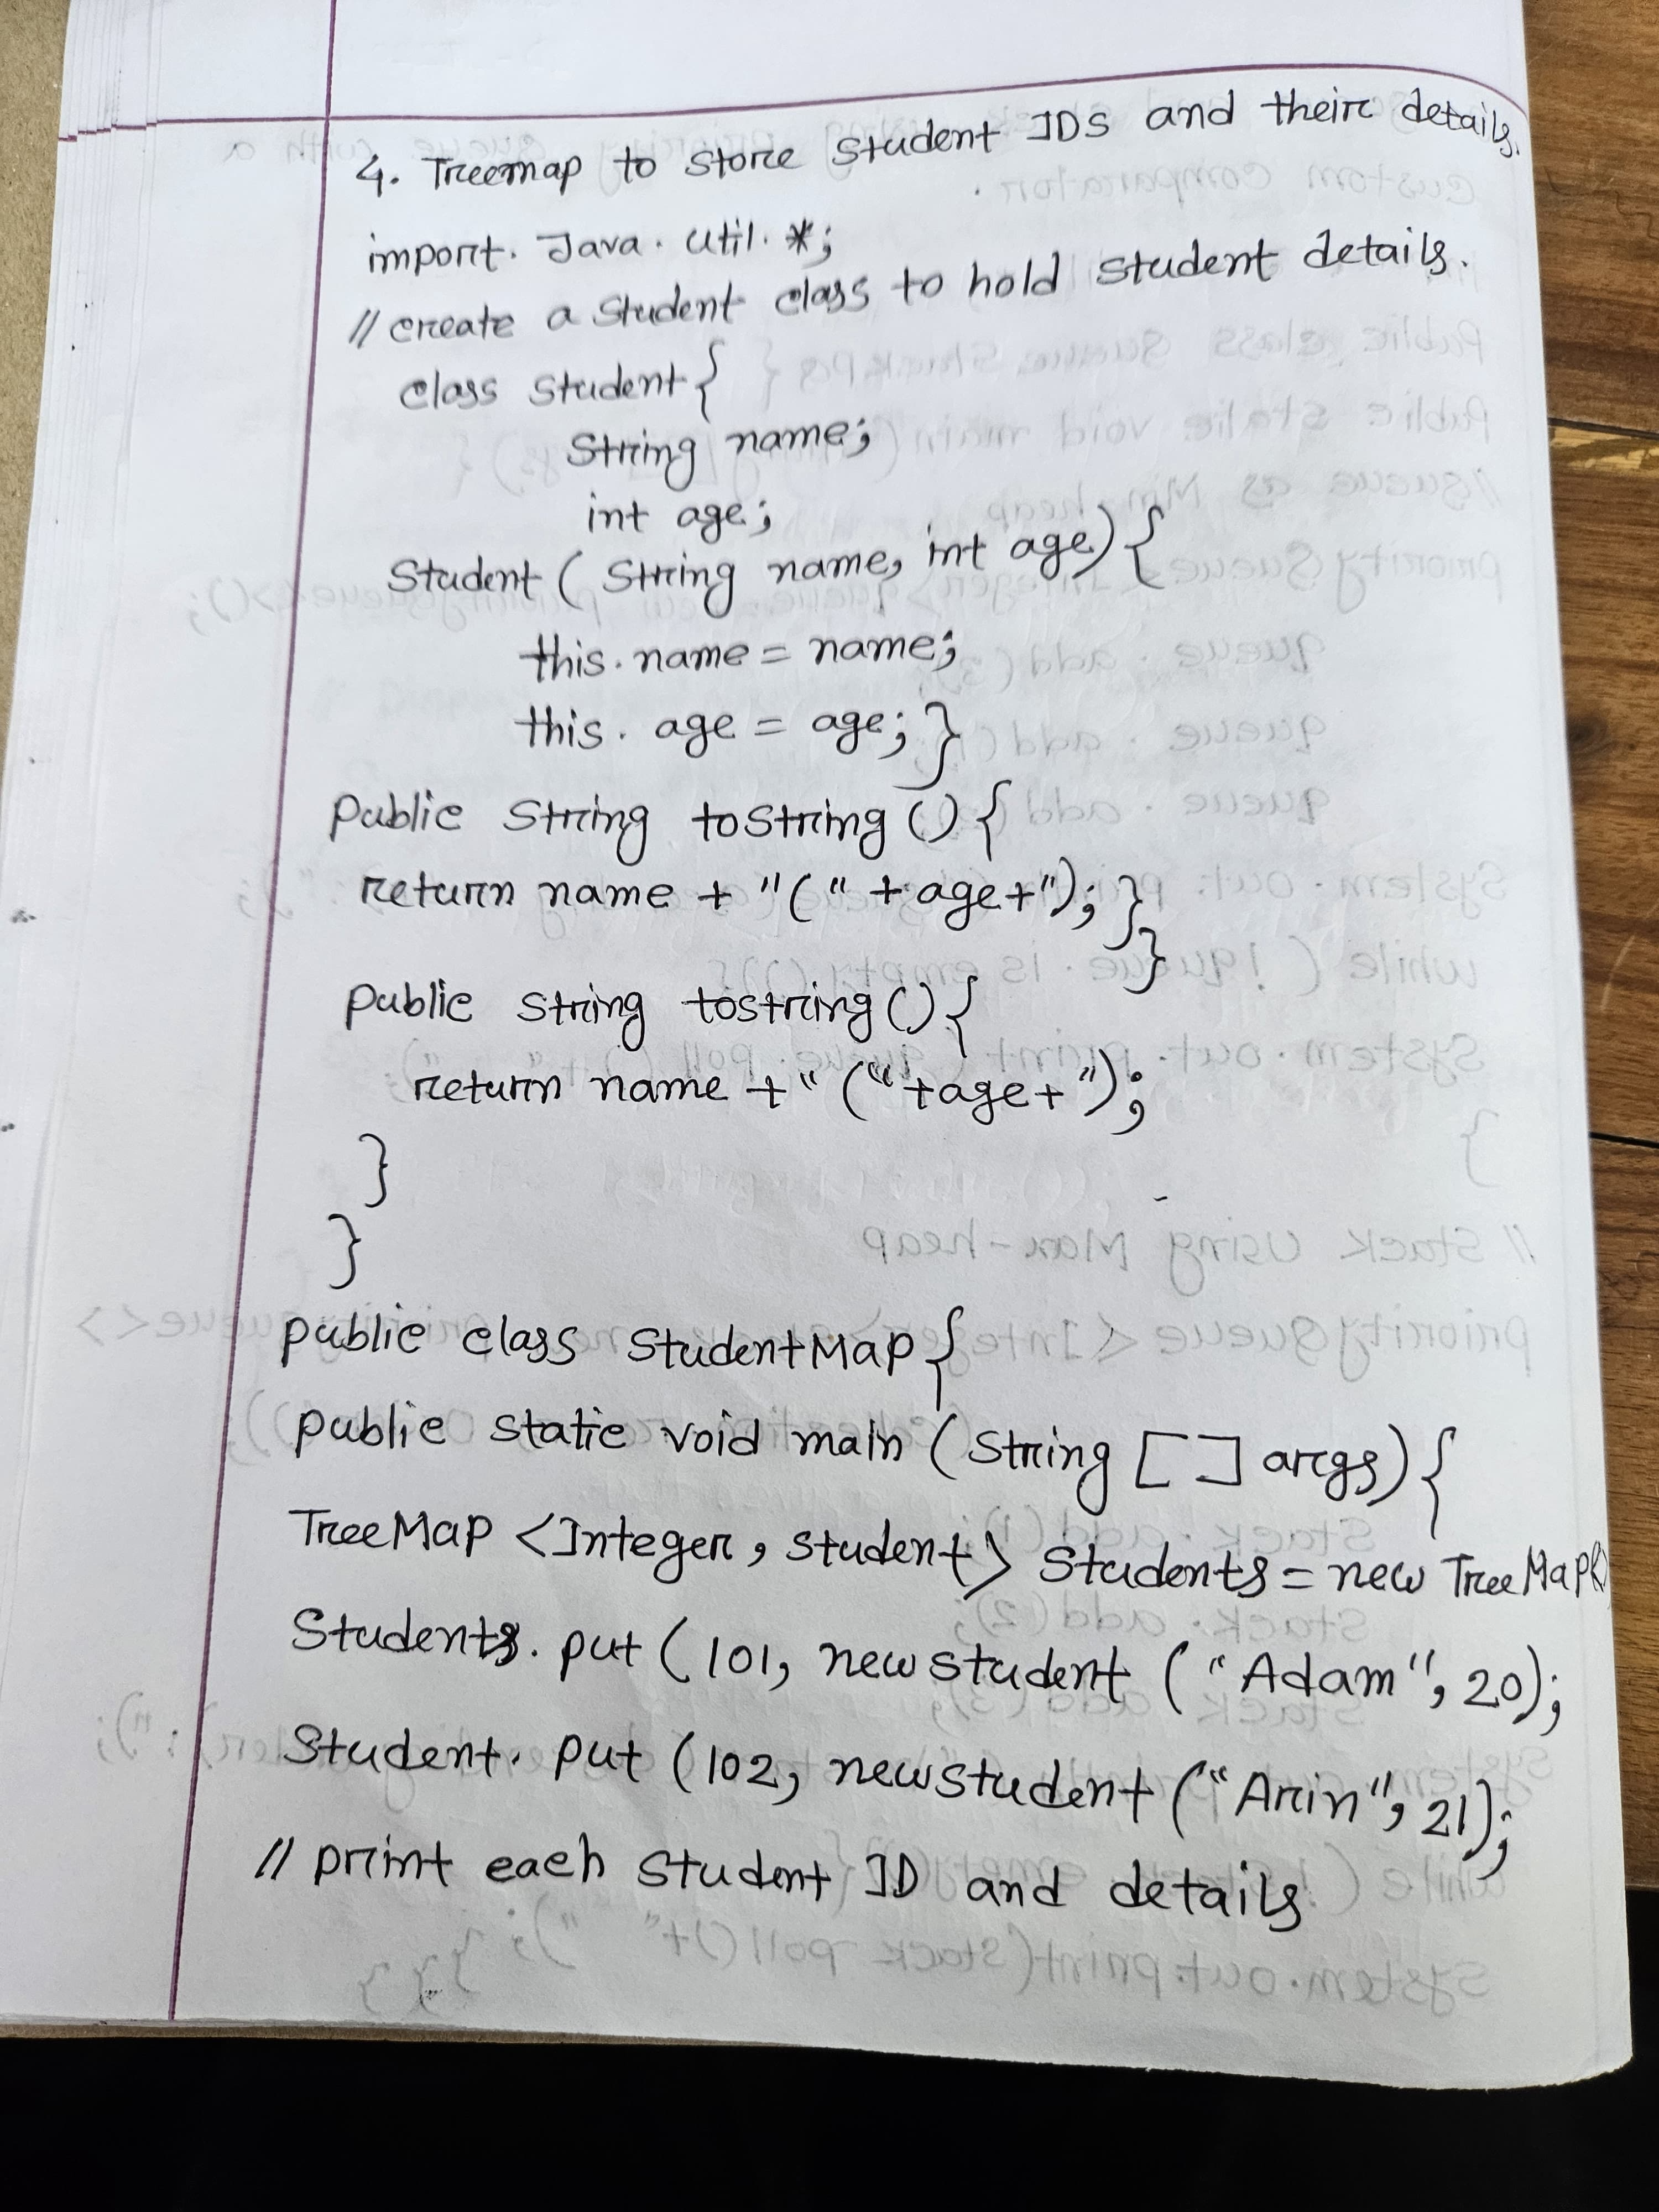 4. Treemap to store student IDS and their details.
import. Java. util. *;
// create a student class to hold student details.
class student{
String name;
int age;
Student ( String name, int age) {
this. name = name;
this. age = age; }
public String toString () {
return name + "(" + age+"); }
}
public string tostring () {
return name +" (" +age+ ");
}
}
public class StudentMap {
public static void main (String [ ] args) {
TreeMap <Integer, student> Students = new TreeMap()
Students. put (101, new student ("Adam", 20);
Student. put (102, new student ("Arin", 21);
// print each student ID and details